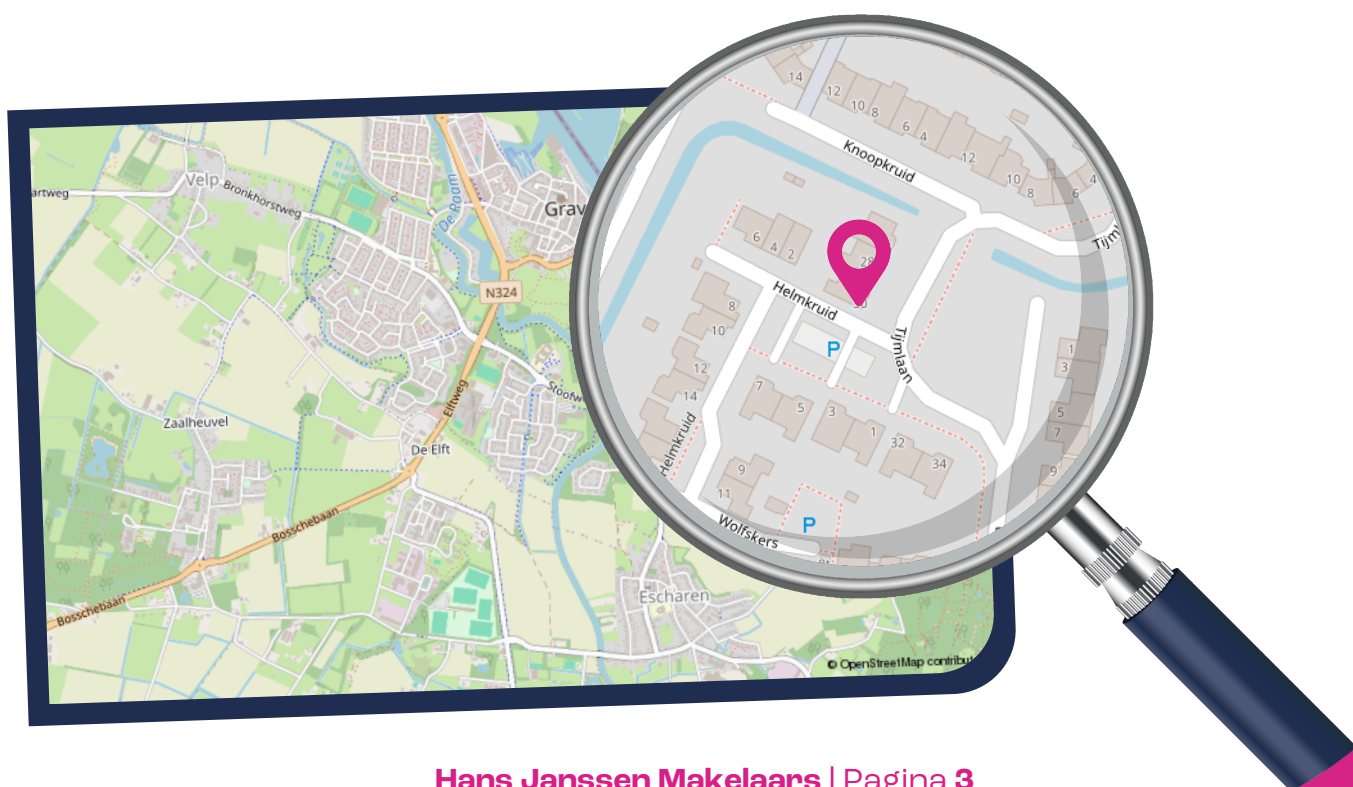 Velp
artweg
Bronkhorstweg
De Raam
Grav
N324
Elftweg
Stoofw
Zaalheuvel
De Elft
Bosschebaan
Bosschebaan
Escharen
© OpenStreetMap contribut
14
12
10
8
6
4
12
10
8
6
4
Knoopkruid
Tijml
6
4
2
28
Helmkruid
8
10
12
14
P
Tijmlaan
7
5
3
1
32
34
1
3
5
7
9
Helmkruid
9
11
P
Wolfskers
Hans Janssen Makelaars | Pagina 3